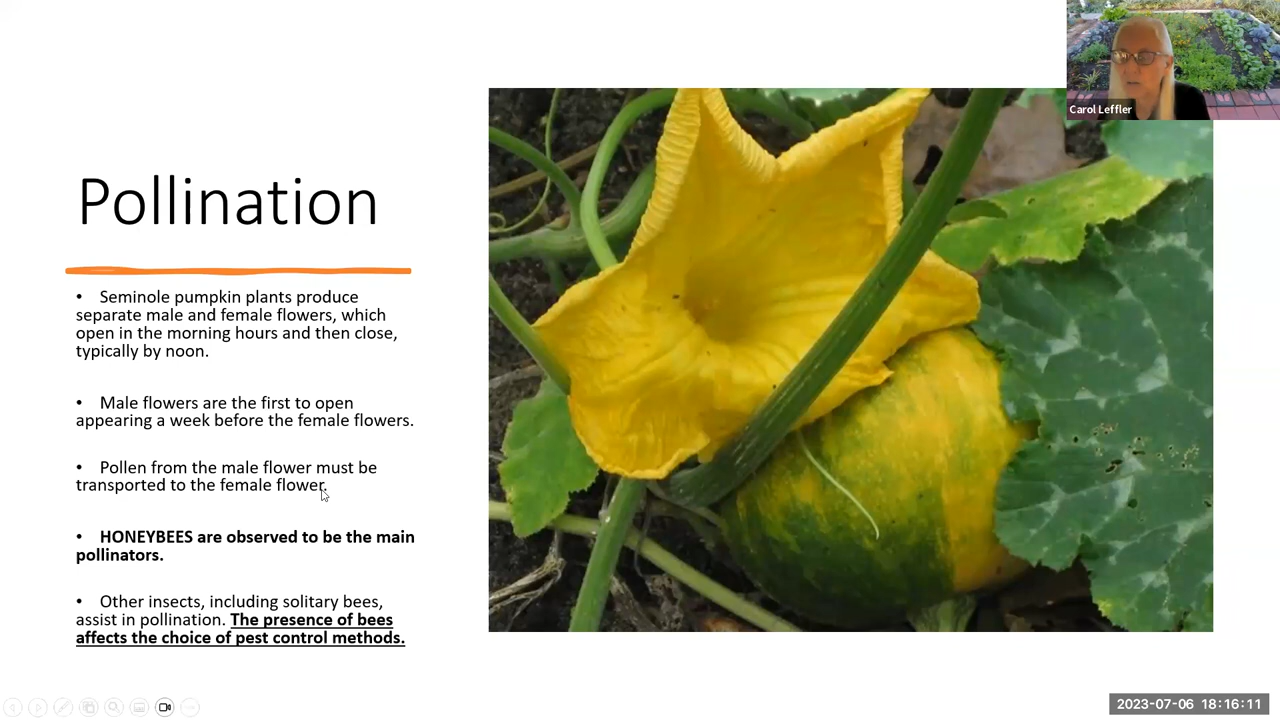 Carol Leffler
Pollination
• Seminole pumpkin plants produce
separate male and female flowers, which
open in the morning hours and then close,
typically by noon.
• Male flowers are the first to open
appearing a week before the female flowers.
• Pollen from the male flower must be
transported to the female flower.
• HONEYBEES are observed to be the main
pollinators.
• Other insects, including solitary bees,
assist in pollination. The presence of bees
affects the choice of pest control methods.
2023-07-06 18:16:11